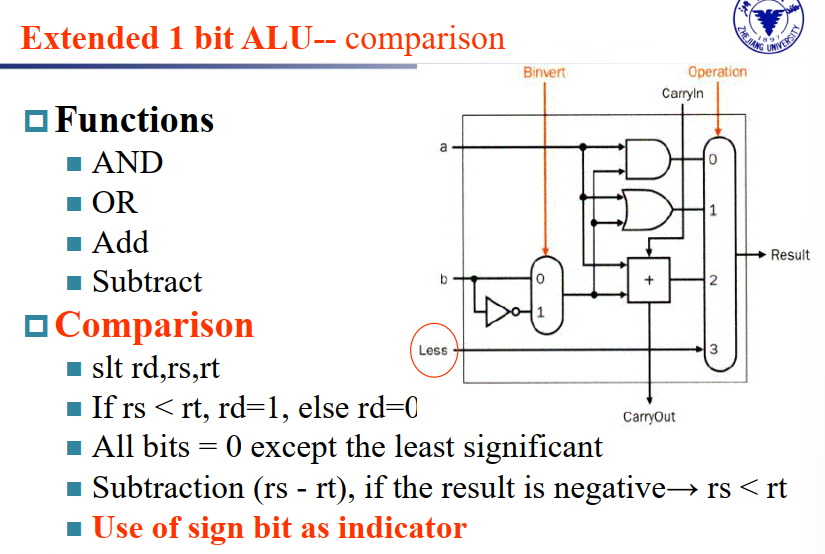 Extended 1 bit ALU-- comparison
ZHEJIANG UNIVERSITY
1897
Functions
AND
OR
Add
Subtract
Comparison
slt rd,rs,rt
If rs < rt, rd=1, else rd=0
All bits = 0 except the least significant
Subtraction (rs - rt), if the result is negative→ rs < rt
Use of sign bit as indicator
Binvert
Operation
CarryIn
a
0
1
b
0
+
2
Result
1
Less
3
CarryOut